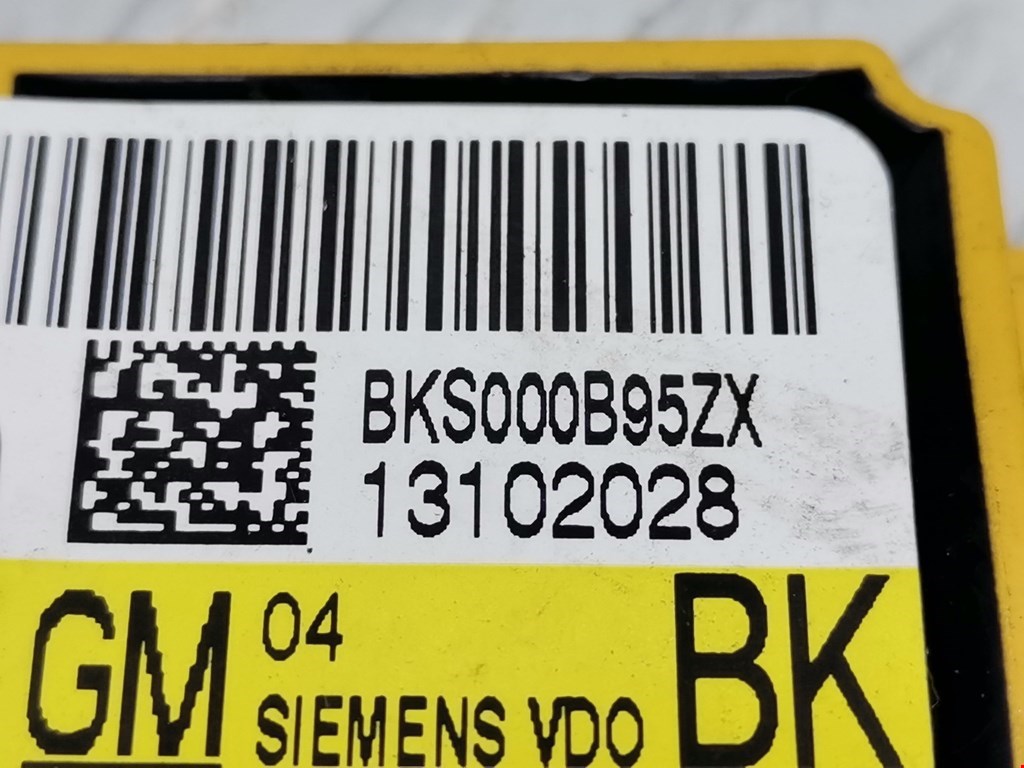 BKS000B95ZX
13102028
GM 04 BK
SIEMENS VDO